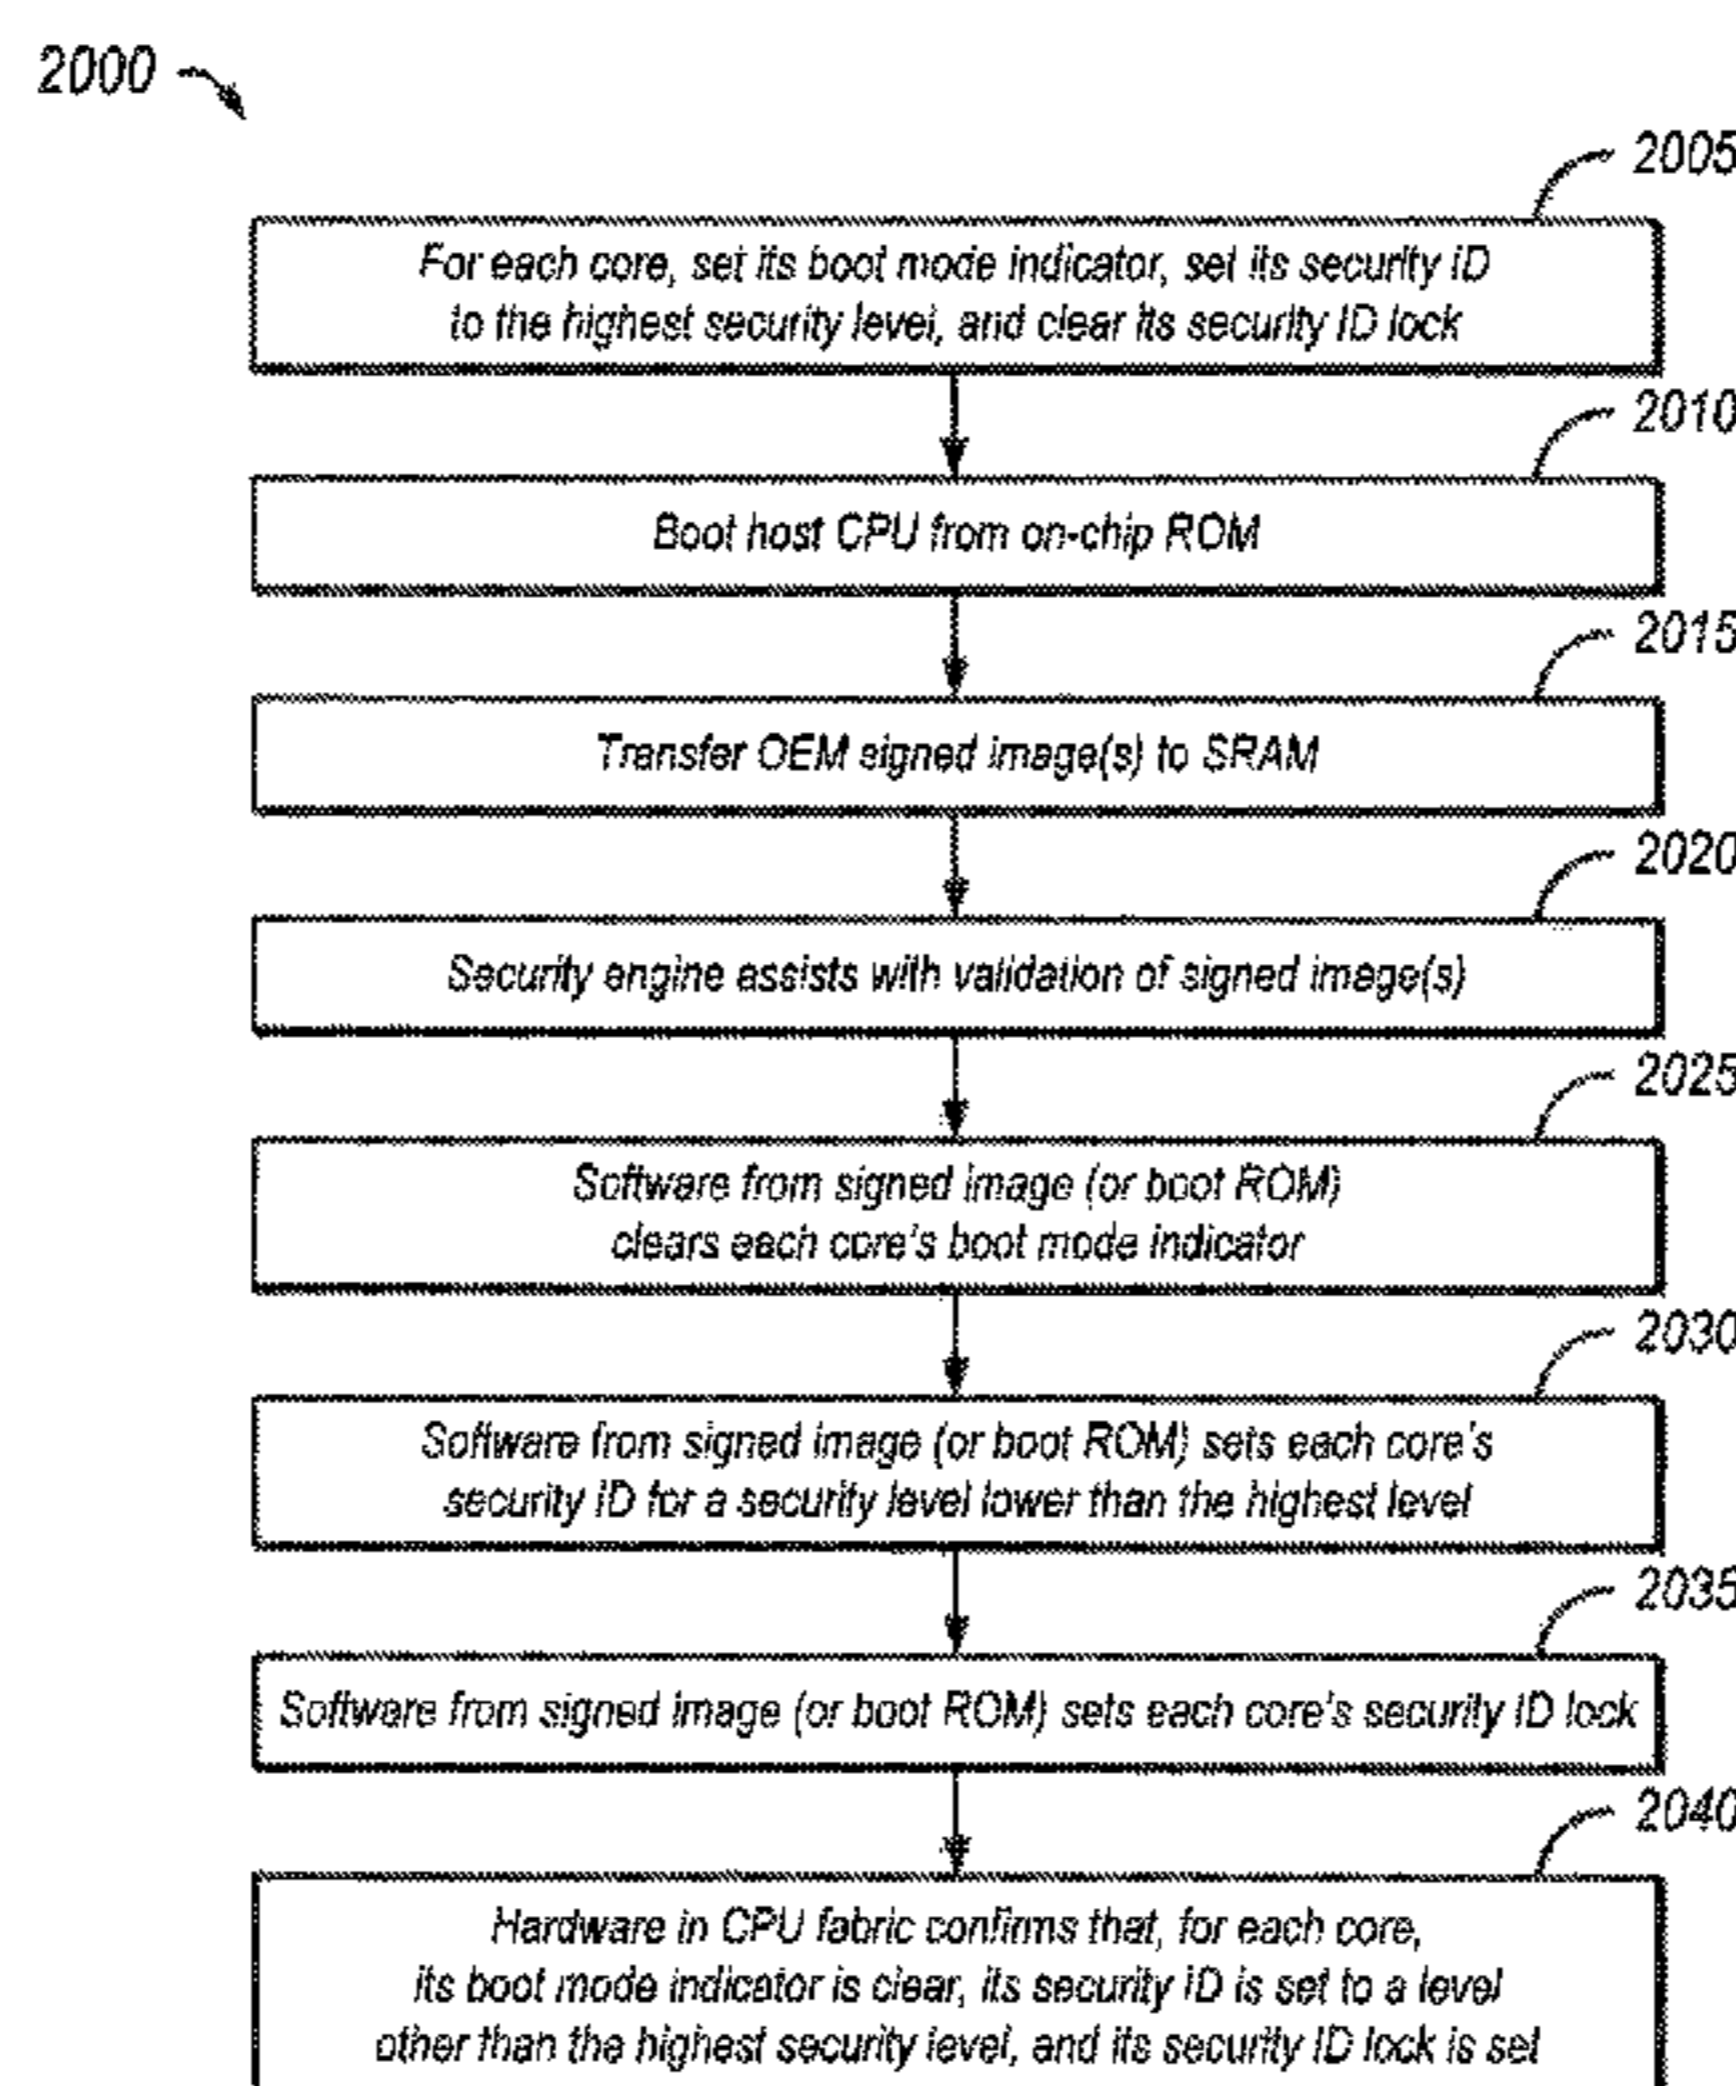 2000
2005
For each core, set its boot mode indicator, set its security ID
to the highest security level, and clear its security ID lock
2010
Boot host CPU from on-chip ROM
2015
Transfer OEM signed image(s) to SRAM
2020
Security engine assists with validation of signed image(s)
2025
Software from signed image (or boot ROM)
clears each core's boot mode indicator
2030
Software from signed image (or boot ROM) sets each core's
security ID for a security level lower than the highest level
2035
Software from signed image (or boot ROM) sets each core's security ID lock
2040
Hardware in CPU fabric confirms that, for each core,
its boot mode indicator is clear, its security ID is set to a level
other than the highest security level, and its security ID lock is set